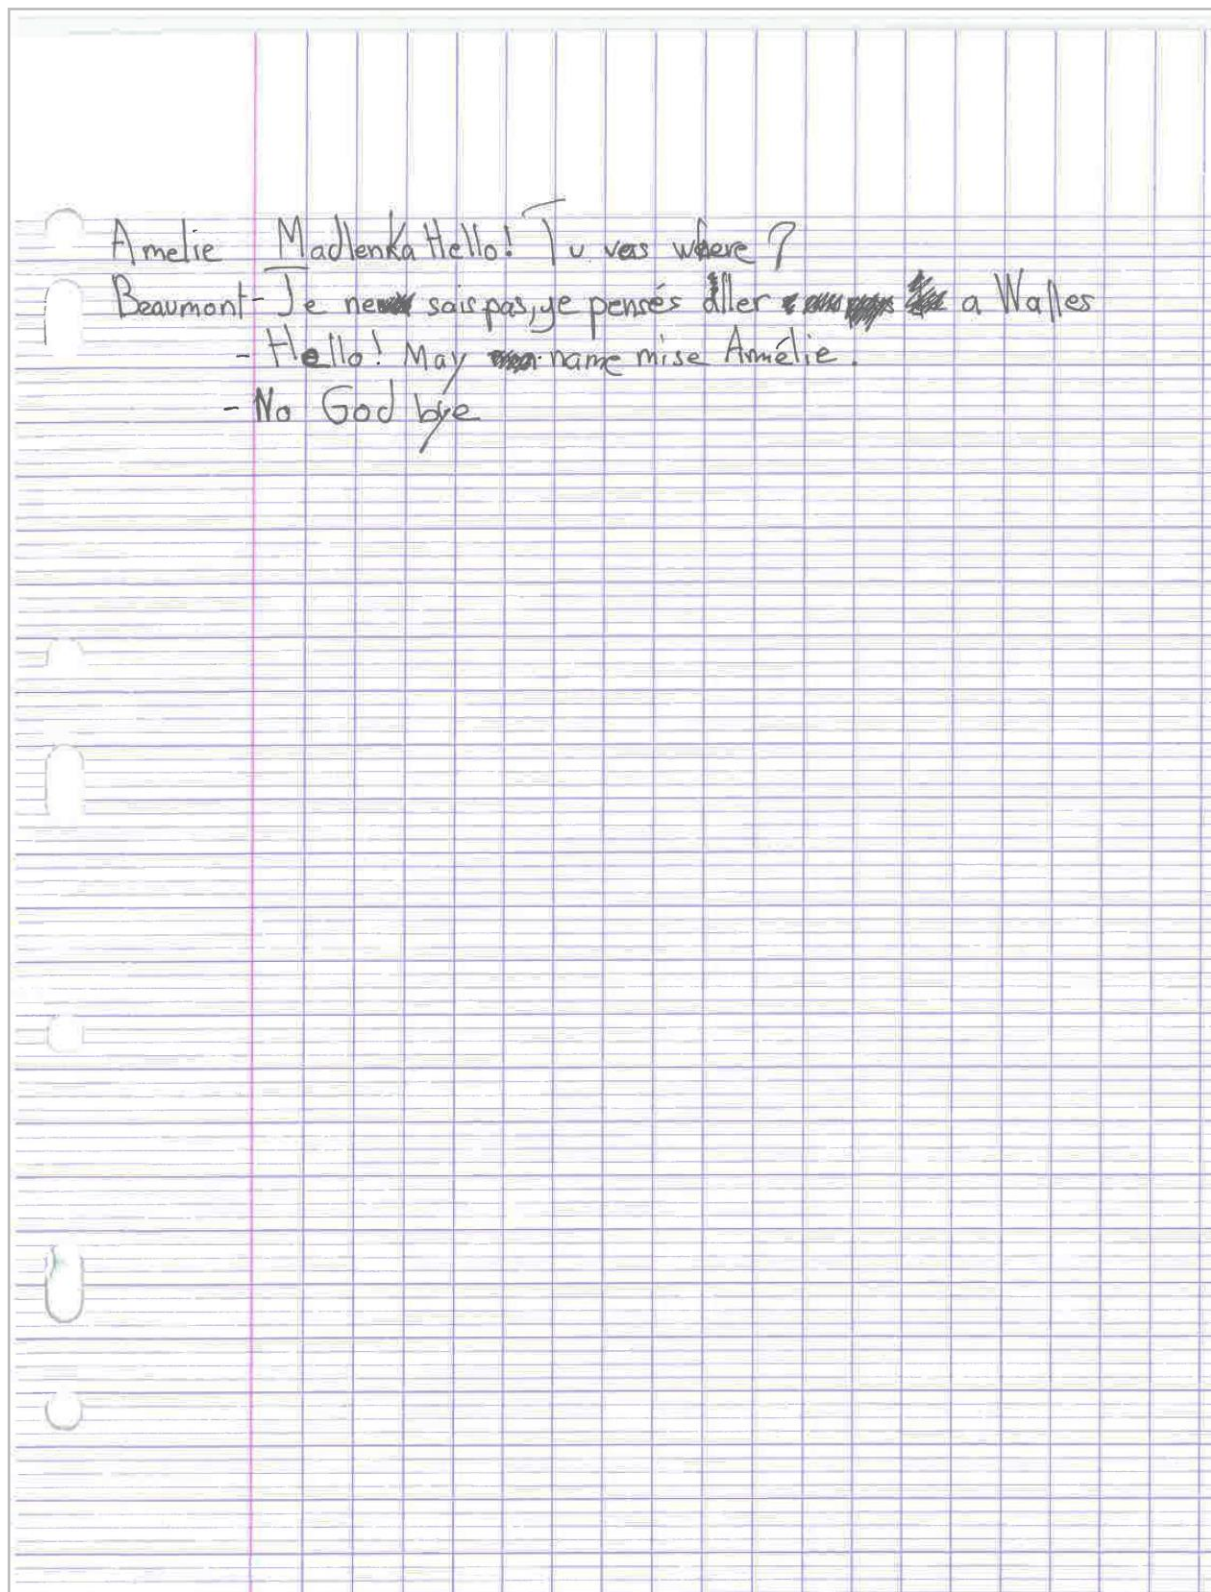 Amelie Madlenka Hello! Tu vas where ?
Beaumont - Je ne sais pas, je pensés aller a Walles
- Hello! May name mise Amélie.
- No God bye